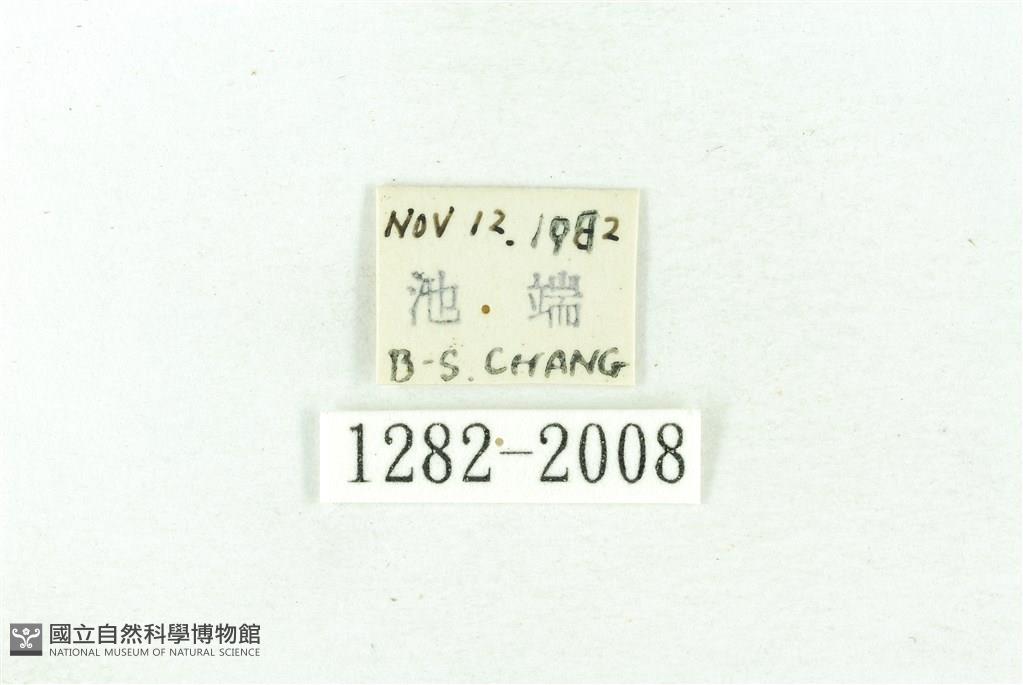 NOV 12. 1982
池 端
B-S. CHANG
1282-2008
國立自然科學博物館
NATIONAL MUSEUM OF NATURAL SCIENCE